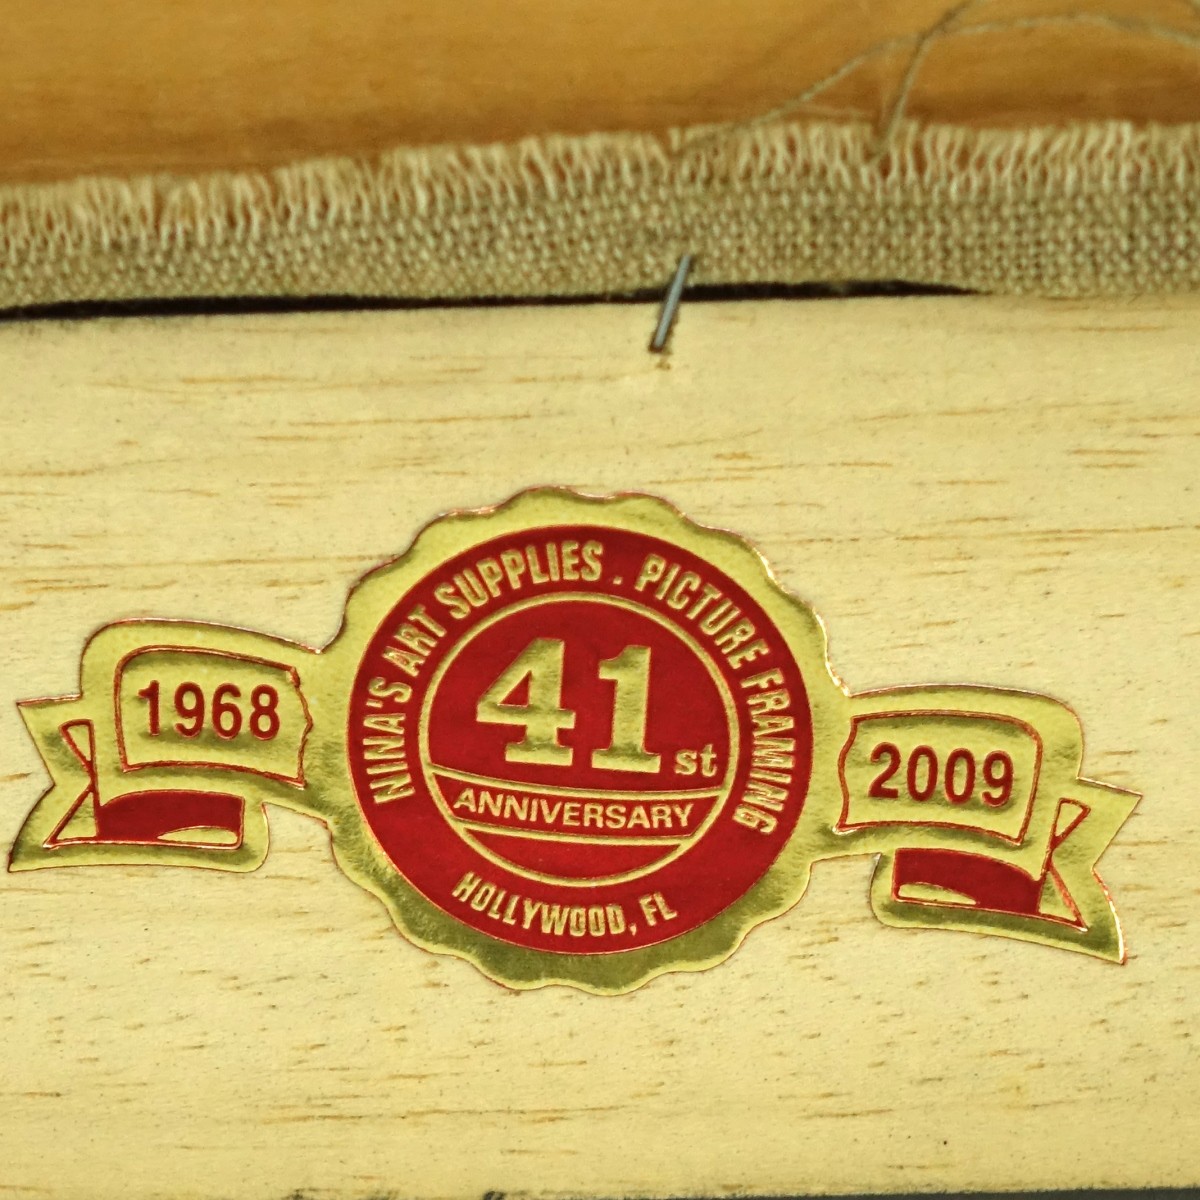 NINA'S ART SUPPLIES . PICTURE FRAMING
1968
41st
ANNIVERSARY
2009
HOLLYWOOD, FL